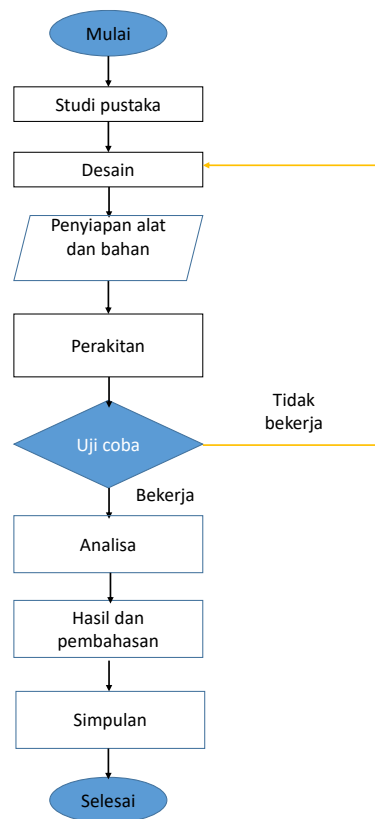 Mulai
Studi pustaka
Desain
Penyiapan alat
dan bahan
Perakitan
Tidak
bekerja
Uji coba
Bekerja
Analisa
Hasil dan
pembahasan
Simpulan
Selesai